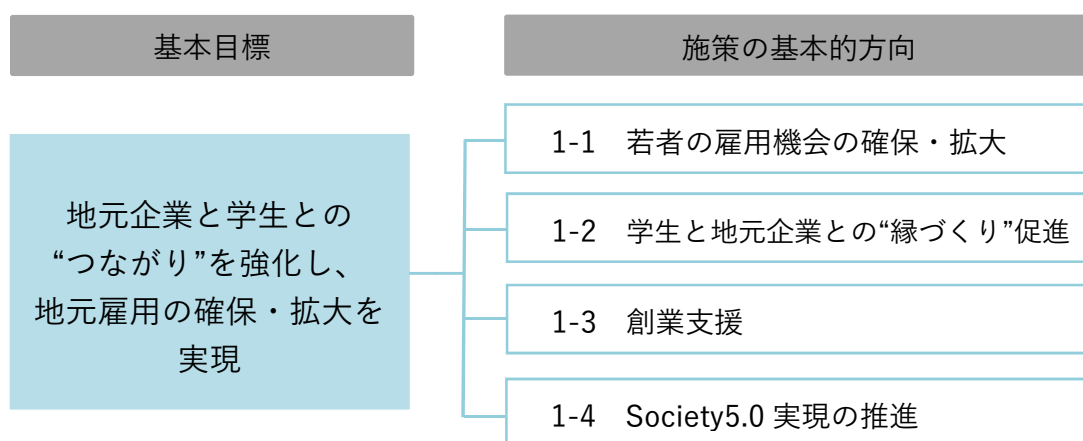 基本目標
施策の基本的方向
地元企業と学生との
“つながり”を強化し、
地元雇用の確保・拡大を
実現
1-1 若者の雇用機会の確保・拡大
1-2 学生と地元企業との“縁づくり”促進
1-3 創業支援
1-4 Society5.0 実現の推進